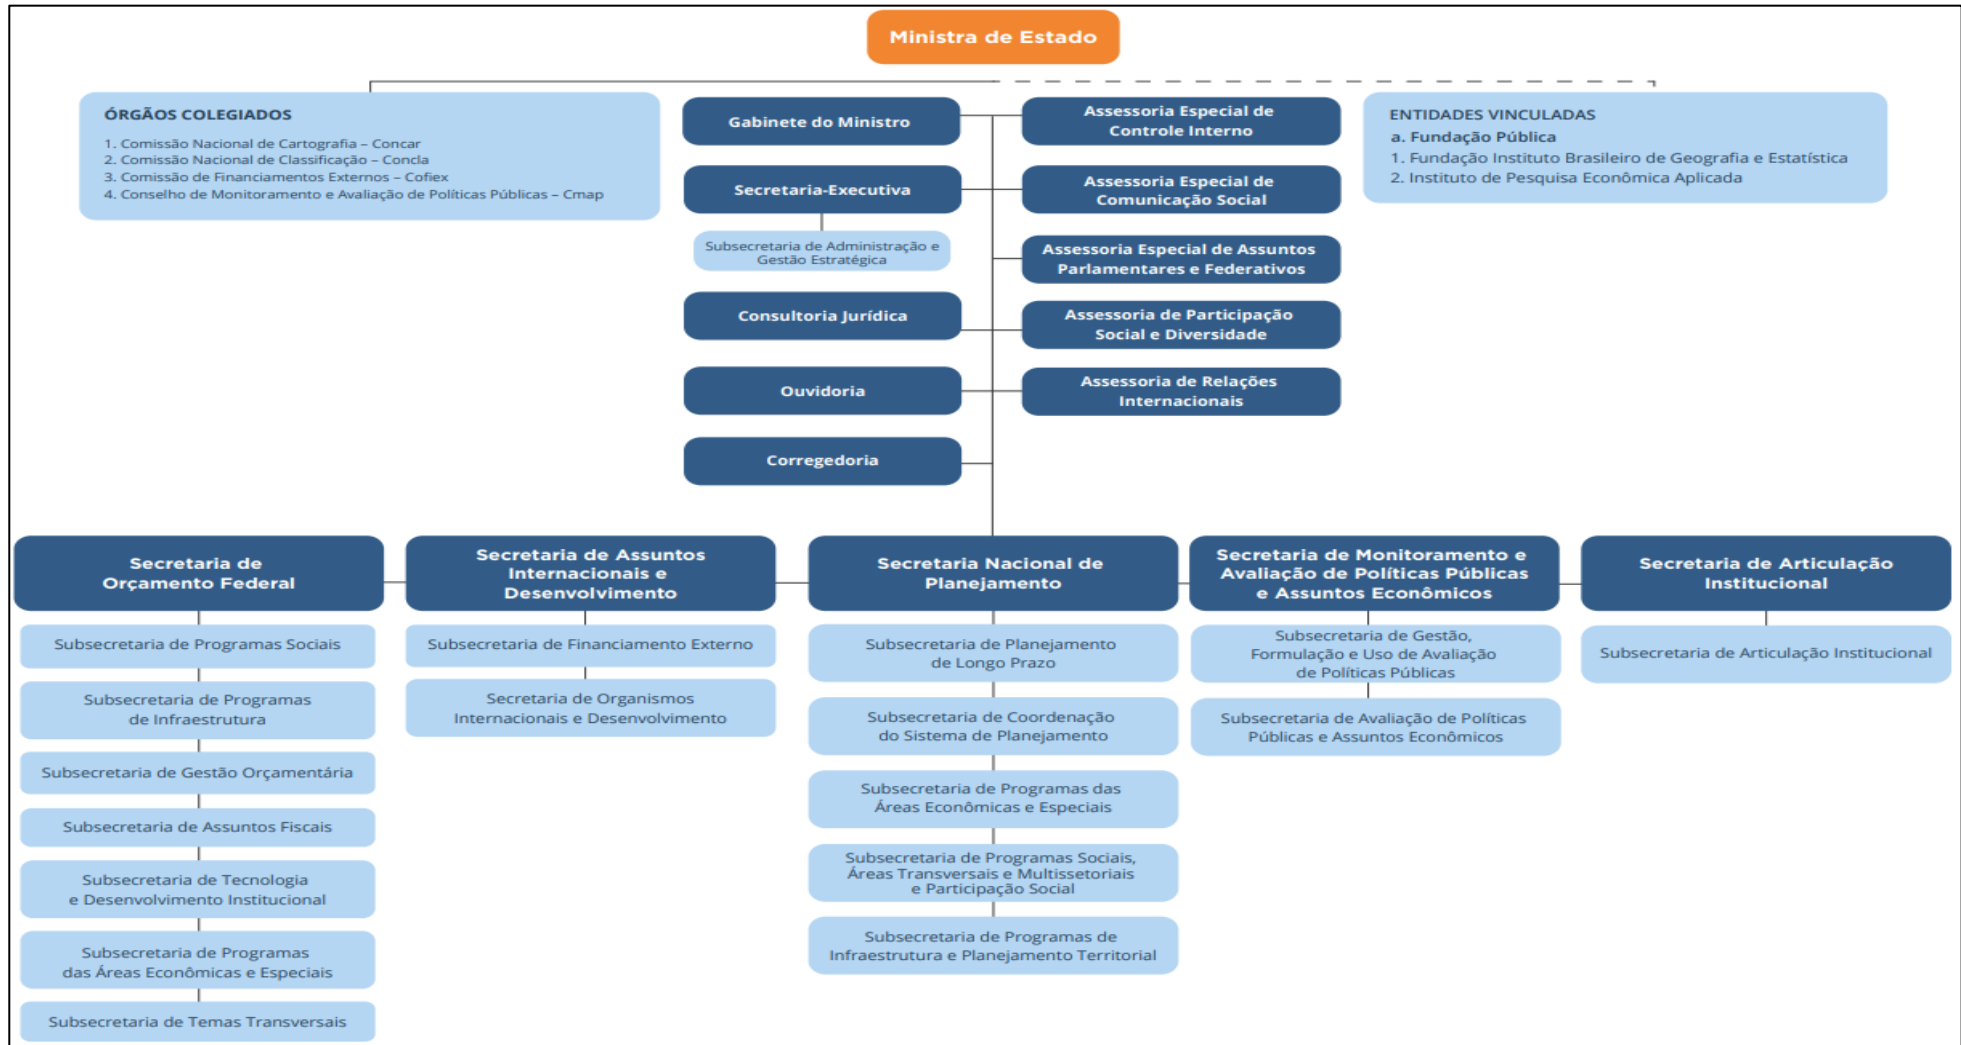 Ministra de Estado
ÓRGÃOS COLEGIADOS
1. Comissão Nacional de Cartografia – Concar
2. Comissão Nacional de Classificação – Concla
3. Comissão de Financiamentos Externos – Cofiex
4. Conselho de Monitoramento e Avaliação de Políticas Públicas – Cmap
Gabinete do Ministro
Secretaria-Executiva
Subsecretaria de Administração e
Gestão Estratégica
Consultoria Jurídica
Ouvidoria
Corregedoria
Assessoria Especial de
Controle Interno
Assessoria Especial de
Comunicação Social
Assessoria Especial de Assuntos
Parlamentares e Federativos
Assessoria de Participação
Social e Diversidade
Assessoria de Relações
Internacionais
ENTIDADES VINCULADAS
a. Fundação Pública
1. Fundação Instituto Brasileiro de Geografia e Estatística
2. Instituto de Pesquisa Econômica Aplicada
Secretaria de
Orçamento Federal
Subsecretaria de Programas Sociais
Subsecretaria de Programas
de Infraestrutura
Subsecretaria de Gestão Orçamentária
Subsecretaria de Assuntos Fiscais
Subsecretaria de Tecnologia
e Desenvolvimento Institucional
Subsecretaria de Programas
das Áreas Econômicas e Especiais
Subsecretaria de Temas Transversais
Secretaria de Assuntos
Internacionais e
Desenvolvimento
Subsecretaria de Financiamento Externo
Secretaria de Organismos
Internacionais e Desenvolvimento
Secretaria Nacional de
Planejamento
Subsecretaria de Planejamento
de Longo Prazo
Subsecretaria de Coordenação
do Sistema de Planejamento
Subsecretaria de Programas das
Áreas Econômicas e Especiais
Subsecretaria de Programas Sociais,
Áreas Transversais e Multissetoriais
e Participação Social
Subsecretaria de Programas de
Infraestrutura e Planejamento Territorial
Secretaria de Monitoramento e
Avaliação de Políticas Públicas
e Assuntos Econômicos
Subsecretaria de Gestão,
Formulação e Uso de Avaliação
de Políticas Públicas
Subsecretaria de Avaliação de Políticas
Públicas e Assuntos Econômicos
Secretaria de Articulação
Institucional
Subsecretaria de Articulação Institucional